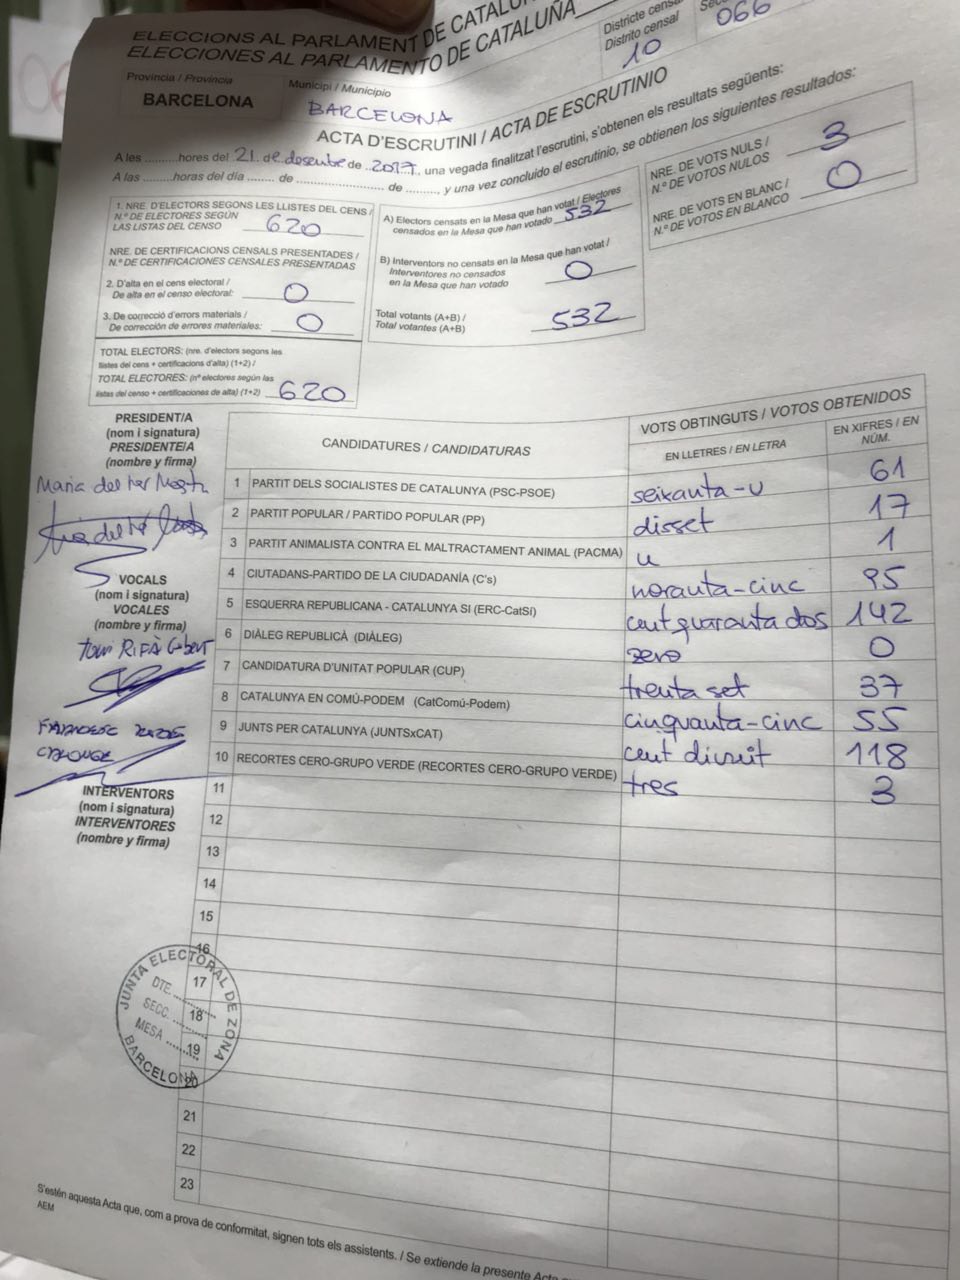 ELECCIONS AL PARLAMENT DE CATALU
ELECCIONES AL PARLAMENTO DE CATALUÑA
Districte censal
Distrito censal
10
066
Província / Provincia
BARCELONA
Municipi / Municipio
BARCELONA
ACTA D'ESCRUTINI / ACTA DE ESCRUTINIO
A les ..........hores del 21 de desembre de 2017, una vegada finalitzat l'escrutini, s'obtenen els resultats següents:
A las ..........horas del día ........ de .............................. de ........., y una vez concluido el escrutinio, se obtienen los siguientes resultados:
1. NRE. D'ELECTORS SEGONS LES LLISTES DEL CENS /
N.º DE ELECTORES SEGÚN
LAS LISTAS DEL CENSO 620
NRE. DE CERTIFICACIONS CENSALS PRESENTADES /
N.º DE CERTIFICACIONES CENSALES PRESENTADAS
2. D'alta en el cens electoral /
De alta en el censo electoral: 0
3. De correcció d'errors materials /
De corrección de errores materiales: 0
TOTAL ELECTORS: (nre. d'electors segons les
llistes del cens + certificacions d'alta) (1+2) /
TOTAL ELECTORES: (nº electores según las
listas del censo + certificaciones de alta) (1+2) 620
A) Electors censats en la Mesa que han votat / Electores
censados en la Mesa que han votado 532
B) Interventors no censats en la Mesa que han votat /
Interventores no censados
en la Mesa que han votado 0
Total votants (A+B) /
Total votantes (A+B) 532
NRE. DE VOTS NULS /
N.º DE VOTOS NULOS 3
NRE. DE VOTS EN BLANC /
N.º DE VOTOS EN BLANCO 0
PRESIDENT/A
(nom i signatura)
PRESIDENTE/A
(nombre y firma)
Maria del Mar
VOCALS
(nom i signatura)
VOCALES
(nombre y firma)
Toni RIFÀ Gibert
INTERVENTORS
(nom i signatura)
INTERVENTORES
(nombre y firma)
CANDIDATURES / CANDIDATURAS
VOTS OBTINGUTS / VOTOS OBTENIDOS
EN LLETRES / EN LETRA
EN XIFRES / EN NÚM.
1 PARTIT DELS SOCIALISTES DE CATALUNYA (PSC-PSOE) seixanta-u 61
2 PARTIT POPULAR / PARTIDO POPULAR (PP) disset 17
3 PARTIT ANIMALISTA CONTRA EL MALTRACTAMENT ANIMAL (PACMA) u 1
4 CIUTADANS-PARTIDO DE LA CIUDADANÍA (C's) noranta-cinc 95
5 ESQUERRA REPUBLICANA - CATALUNYA SI (ERC-CatSí) cent quaranta dos 142
6 DIÀLEG REPUBLICÀ (DIÀLEG) zero 0
7 CANDIDATURA D'UNITAT POPULAR (CUP) trenta set 37
8 CATALUNYA EN COMÚ-PODEM (CatComú-Podem) cinquanta-cinc 55
9 JUNTS PER CATALUNYA (JUNTSxCAT) cent divuit 118
10 RECORTES CERO-GRUPO VERDE (RECORTES CERO-GRUPO VERDE) tres 3
11
12
13
14
15
16
17
18
19
20
21
22
23
JUNTA ELECTORAL DE ZONA
DTE.
SECC.
MESA
BARCELONA
S'estén aquesta Acta que, com a prova de conformitat, signen tots els assistents. / Se extiende la presente Acta
AEM